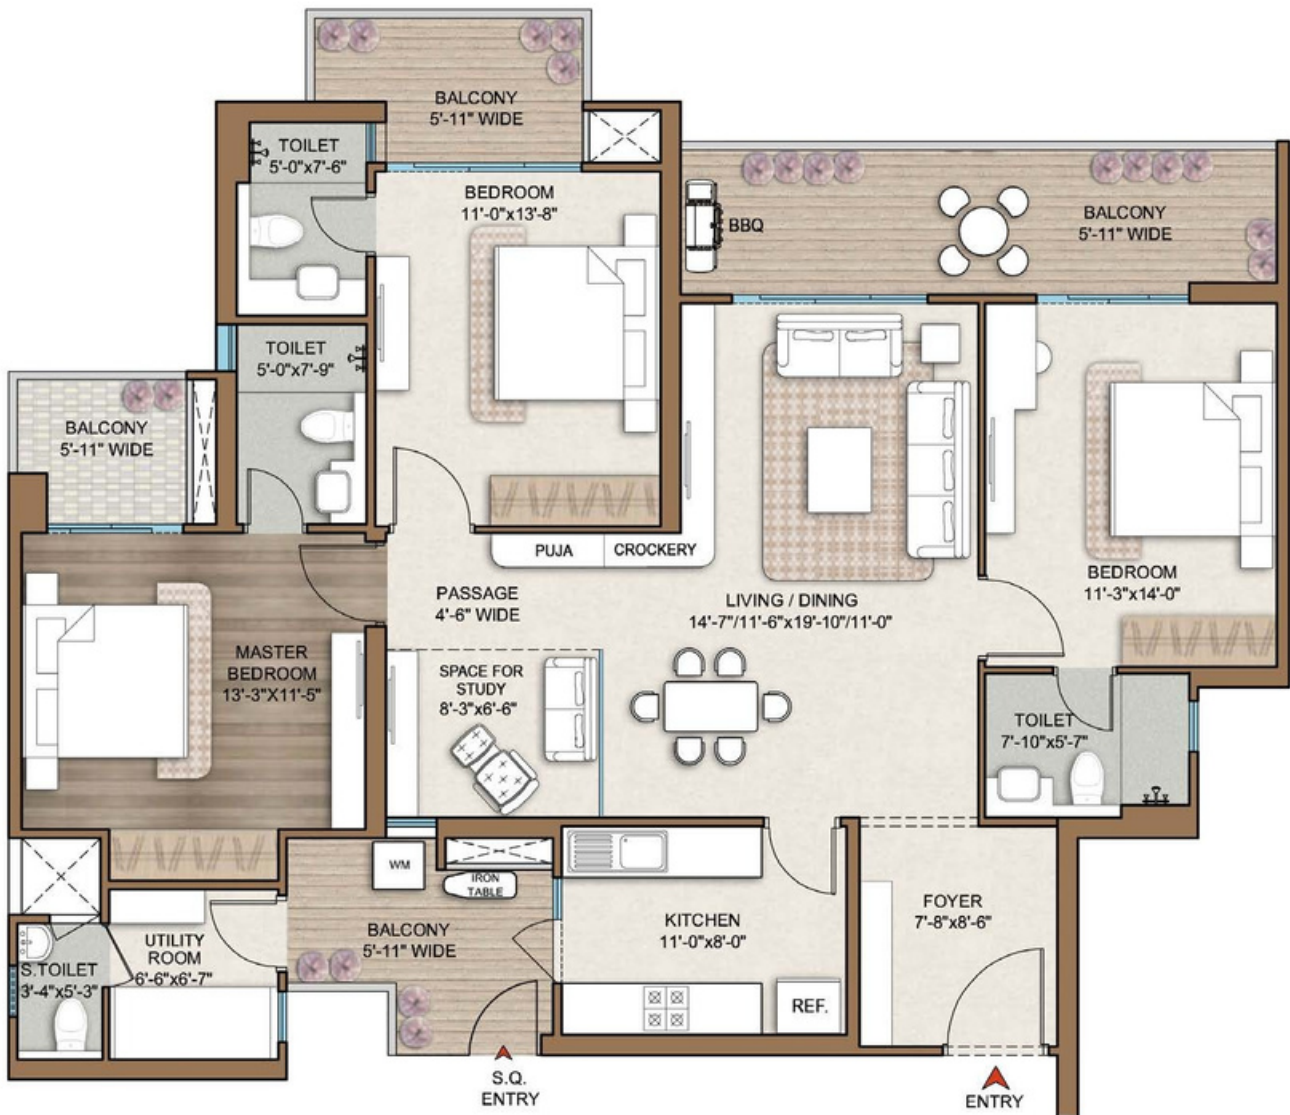 BALCONY
5'-11" WIDE
TOILET
5'-0"x7'-6"
BEDROOM
11'-0"x13'-8"
BBQ
BALCONY
5'-11" WIDE
TOILET
5'-0"x7'-9"
BALCONY
5'-11" WIDE
PUJA
CROCKERY
PASSAGE
4'-6" WIDE
LIVING / DINING
14'-7"/11'-6"x19'-10"/11'-0"
BEDROOM
11'-3"x14'-0"
MASTER
BEDROOM
13'-3"X11'-5"
SPACE FOR
STUDY
8'-3"x6'-6"
TOILET
7'-10"x5'-7"
WM
IRON
TABLE
BALCONY
5'-11" WIDE
KITCHEN
11'-0"x8'-0"
FOYER
7'-8"x8'-6"
UTILITY
ROOM
6'-6"x6'-7"
S.TOILET
3'-4"x5'-3"
REF.
S.Q.
ENTRY
ENTRY